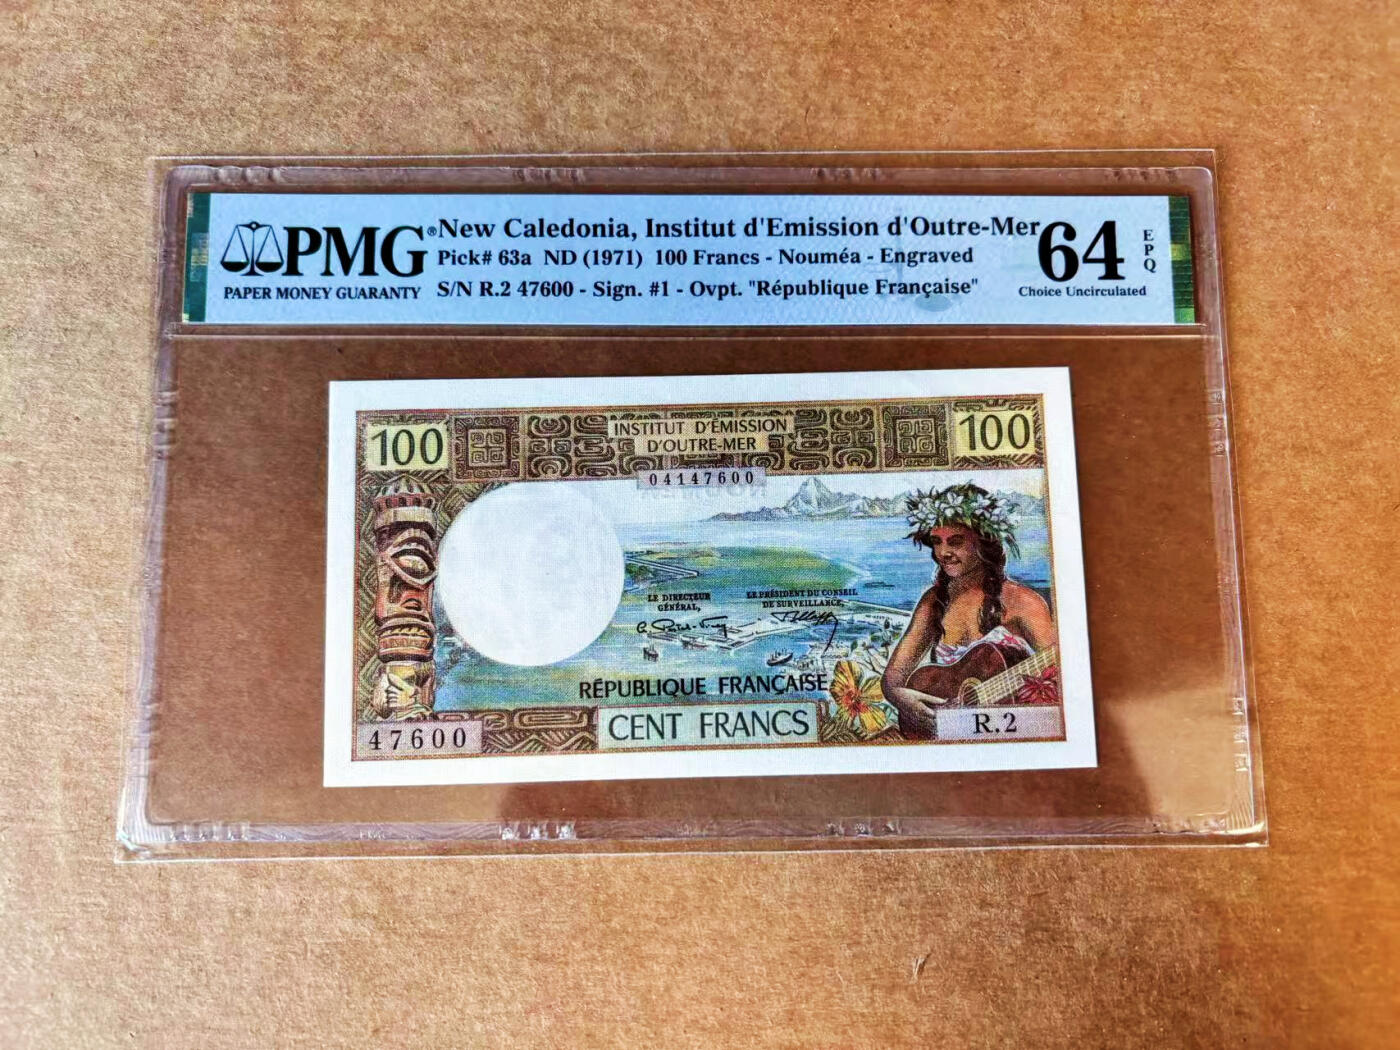 PMG®
PAPER MONEY GUARANTY
New Caledonia, Institut d'Emission d'Outre-Mer
Pick# 63a ND (1971) 100 Francs - Nouméa - Engraved
S/N R.2 47600 - Sign. #1 - Ovpt. "République Française"
64
EPQ
Choice Uncirculated
100
INSTITUT D'ÉMISSION
D'OUTRE-MER
100
04147600
LE DIRECTEUR
GÉNÉRAL,
LE PRÉSIDENT DU CONSEIL
DE SURVEILLANCE,
RÉPUBLIQUE FRANÇAISE
47600
CENT FRANCS
R.2